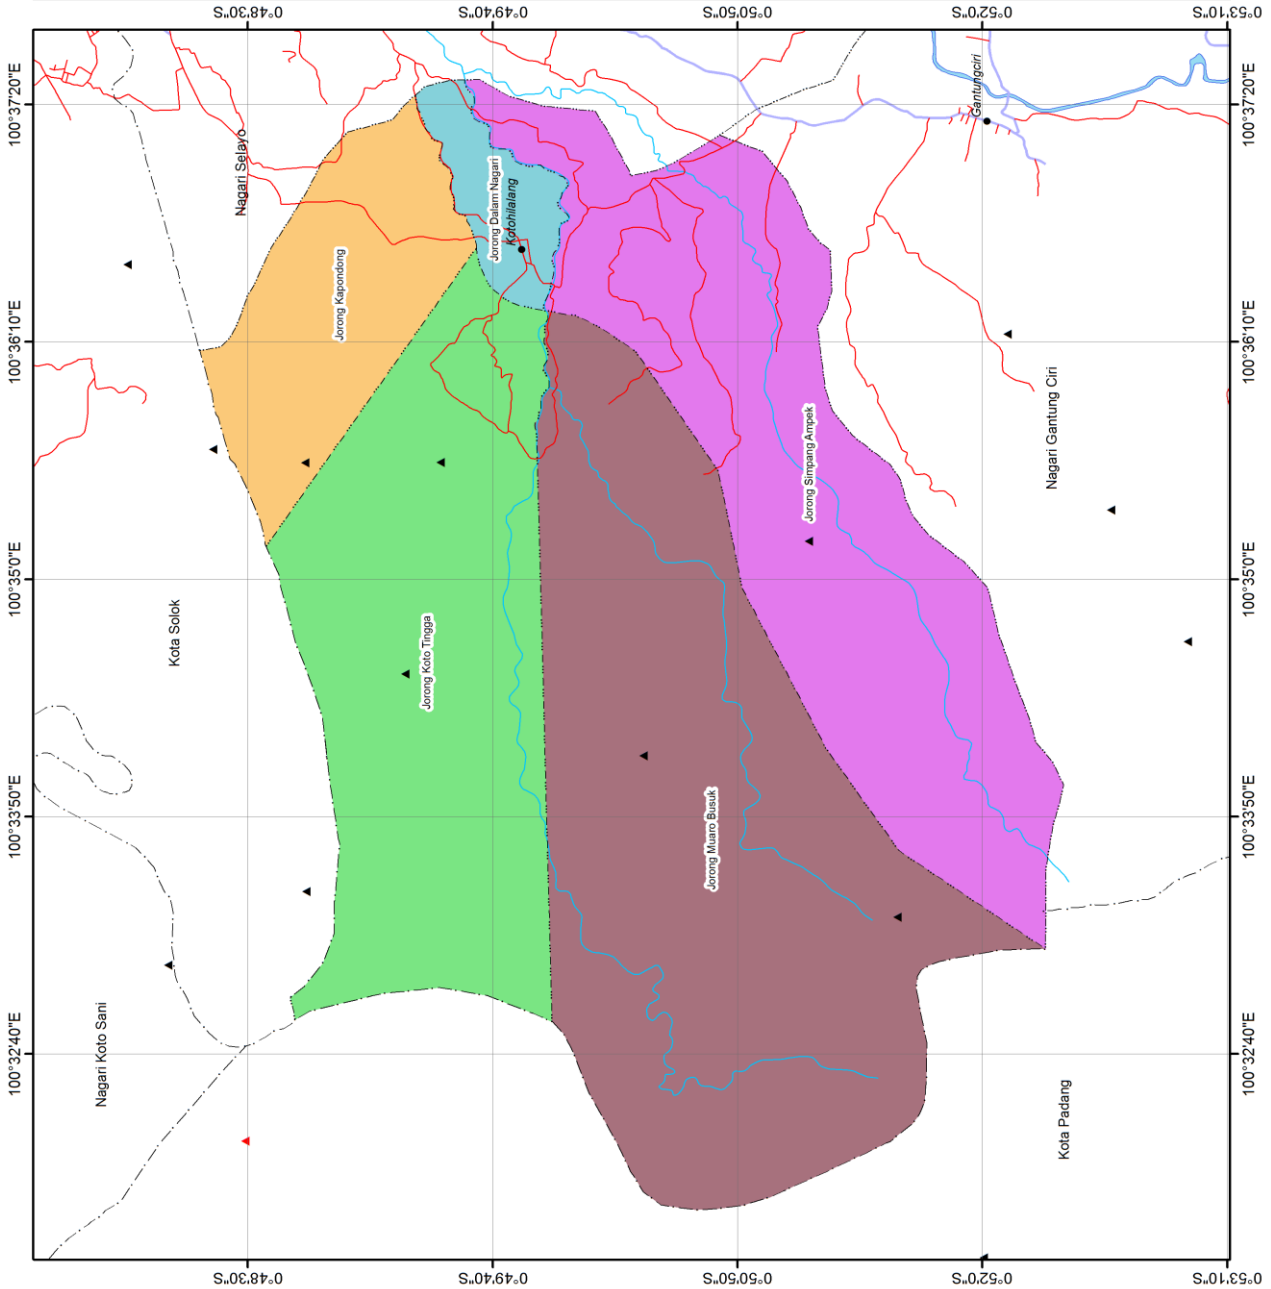 0°48'30"S
0°49'40"S
0°50'50"S
0°52'0"S
0°53'10"S
100°37'20"E
100°37'20"E
100°36'10"E
100°36'10"E
100°35'0"E
100°35'0"E
100°33'50"E
100°33'50"E
100°32'40"E
100°32'40"E
Nagari Selayo
Gantungciri
Jorong Dalam Nagari
Kotohilalang
Jorong Kapondong
Nagari Gantung Ciri
Jorong Simpang Ampek
Kota Solok
Jorong Koto Tingga
Jorong Muaro Busuk
Nagari Koto Sani
Kota Padang
0°48'30"S
0°49'40"S
0°50'50"S
0°52'0"S
0°53'10"S